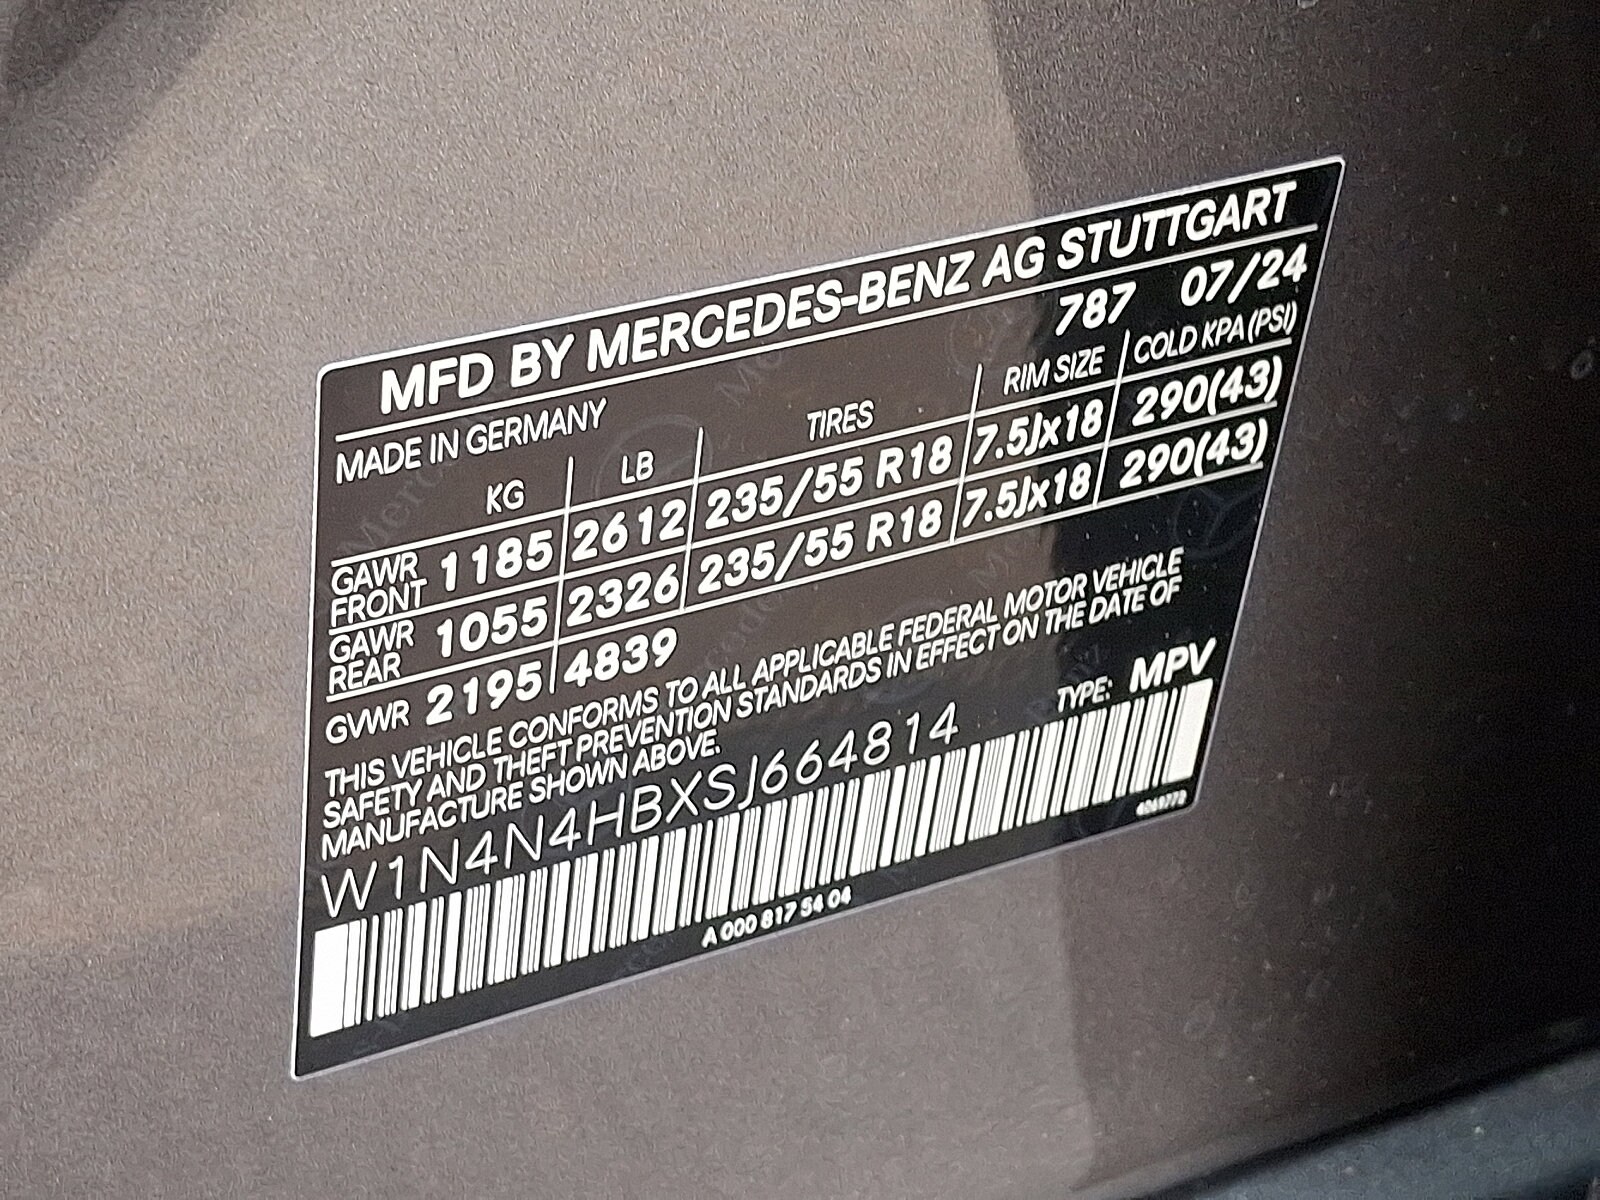 MFD BY MERCEDES-BENZ AG STUTTGART
MADE IN GERMANY 787 07/24
KG LB TIRES RIM SIZE COLD KPA (PSI)
GAWR FRONT 1185 2612 235/55 R18 7.5Jx18 290(43)
GAWR REAR 1055 2326 235/55 R18 7.5Jx18 290(43)
GVWR 2195 4839
THIS VEHICLE CONFORMS TO ALL APPLICABLE FEDERAL MOTOR VEHICLE
SAFETY AND THEFT PREVENTION STANDARDS IN EFFECT ON THE DATE OF
MANUFACTURE SHOWN ABOVE.
TYPE: MPV
W1N4N4HBXSJ664814
A 000 817 54 04